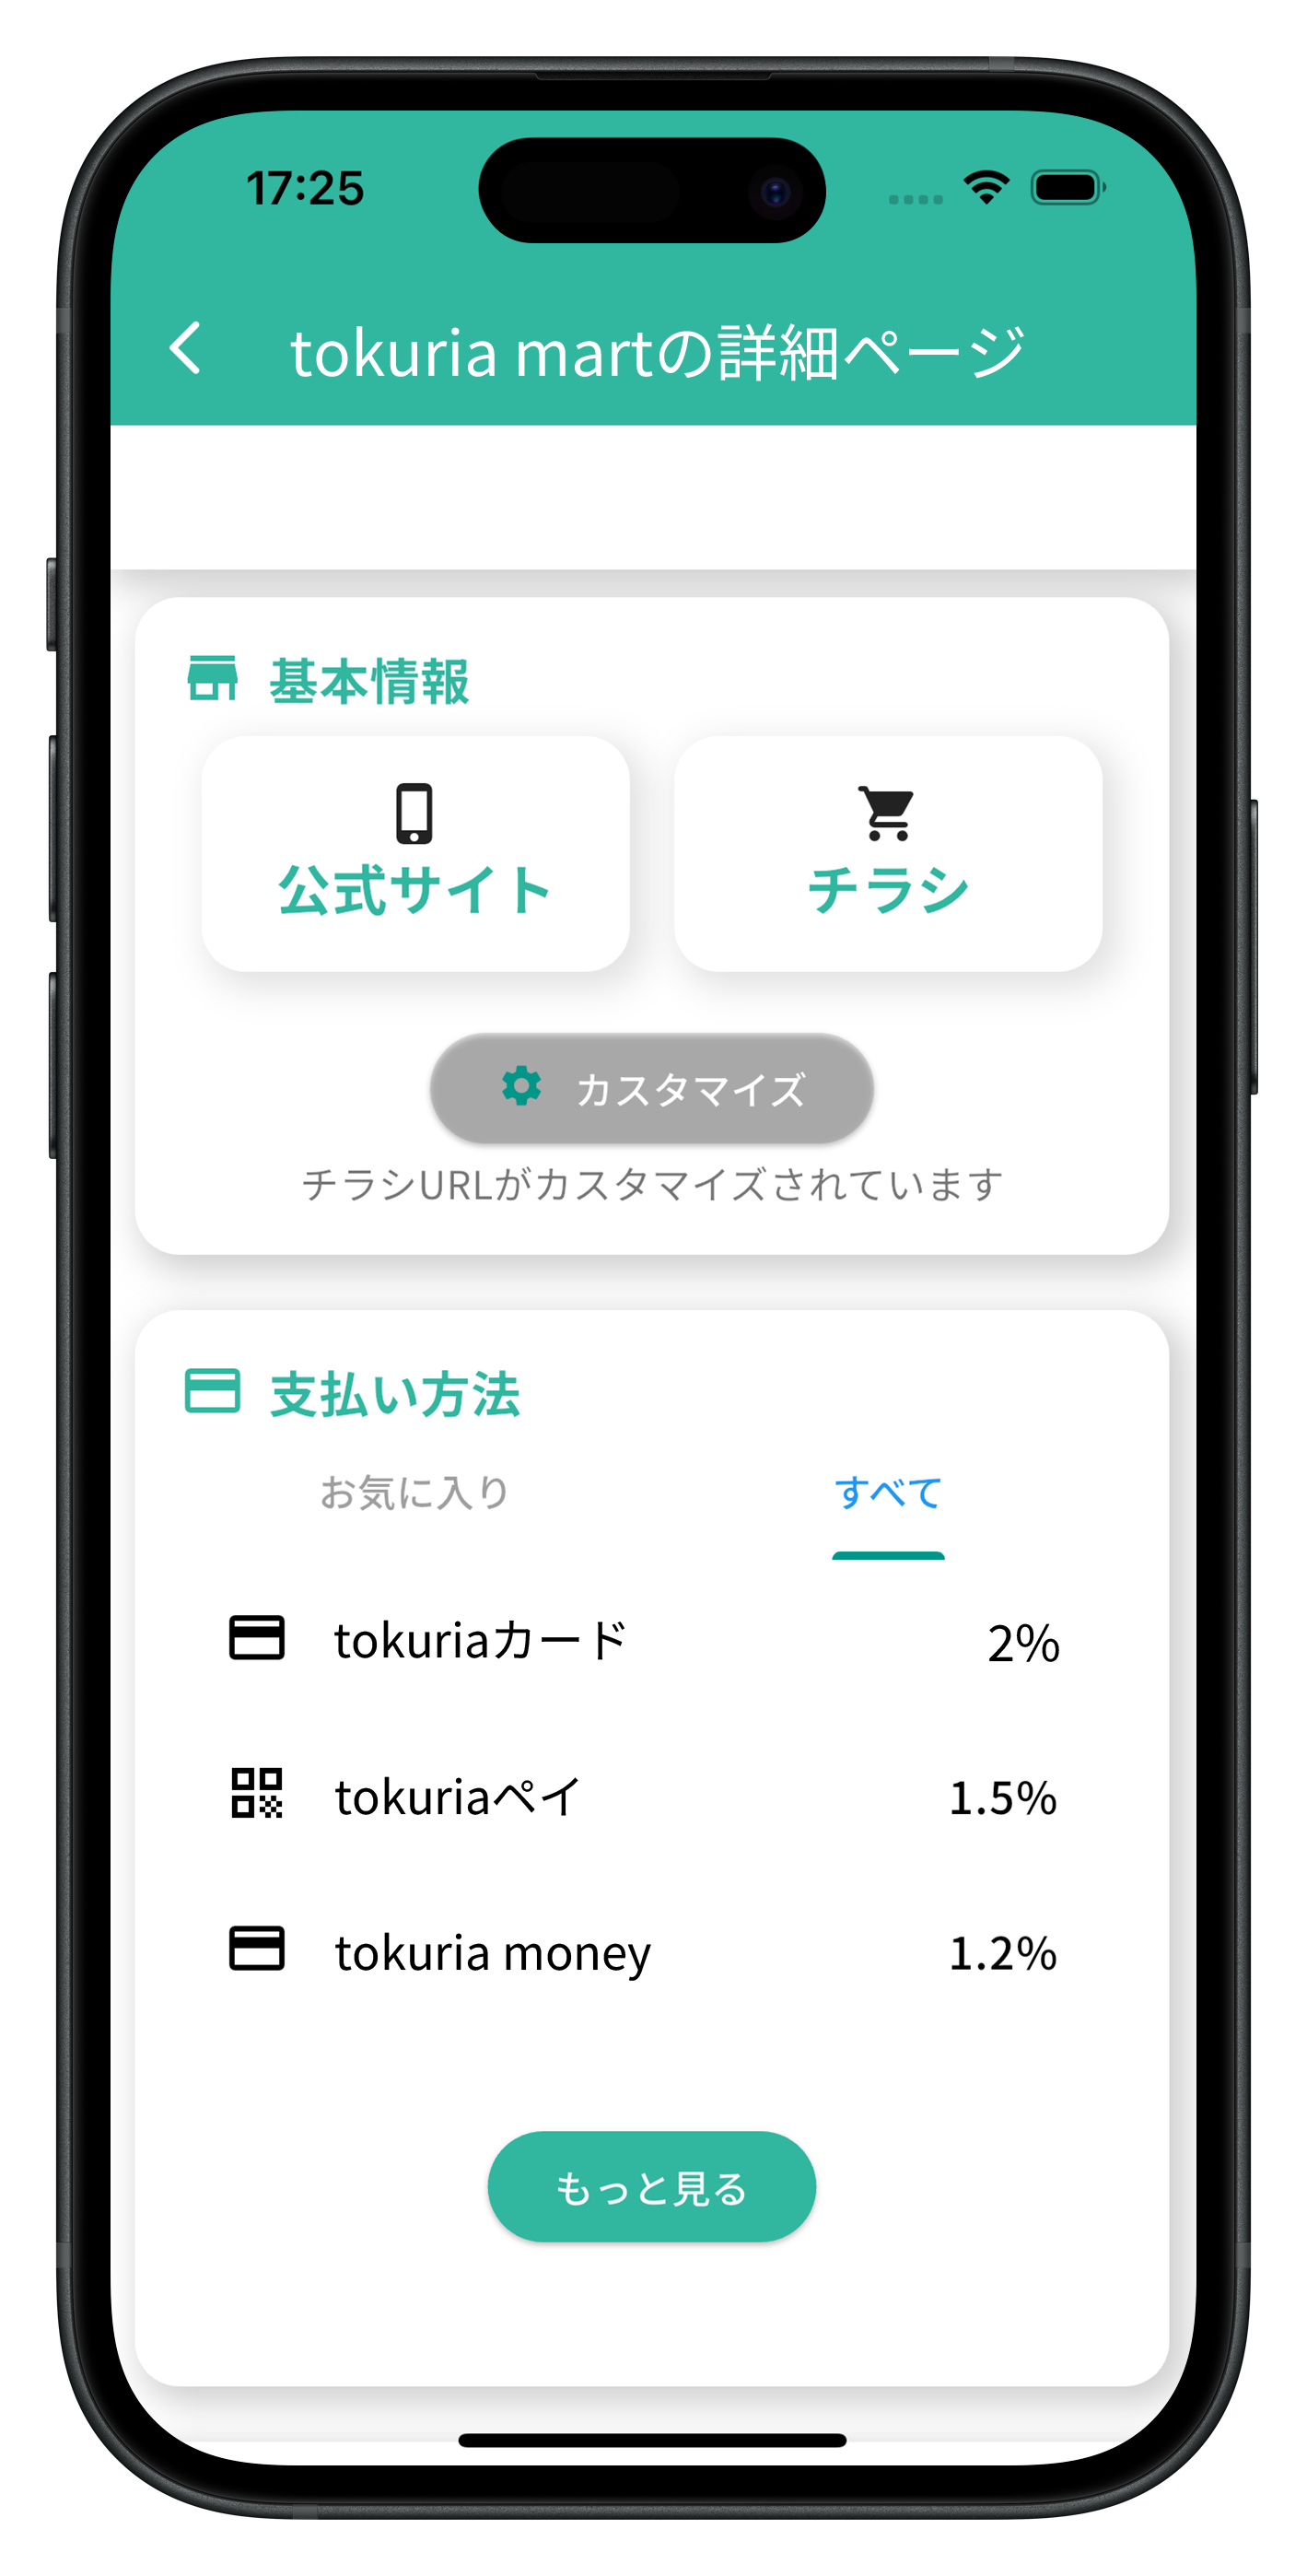 17:25
tokuria martの詳細ページ
基本情報
公式サイト
チラシ
カスタマイズ
チラシURLがカスタマイズされています
支払い方法
お気に入り
すべて
tokuriaカード 2%
tokuriaペイ 1.5%
tokuria money 1.2%
もっと見る